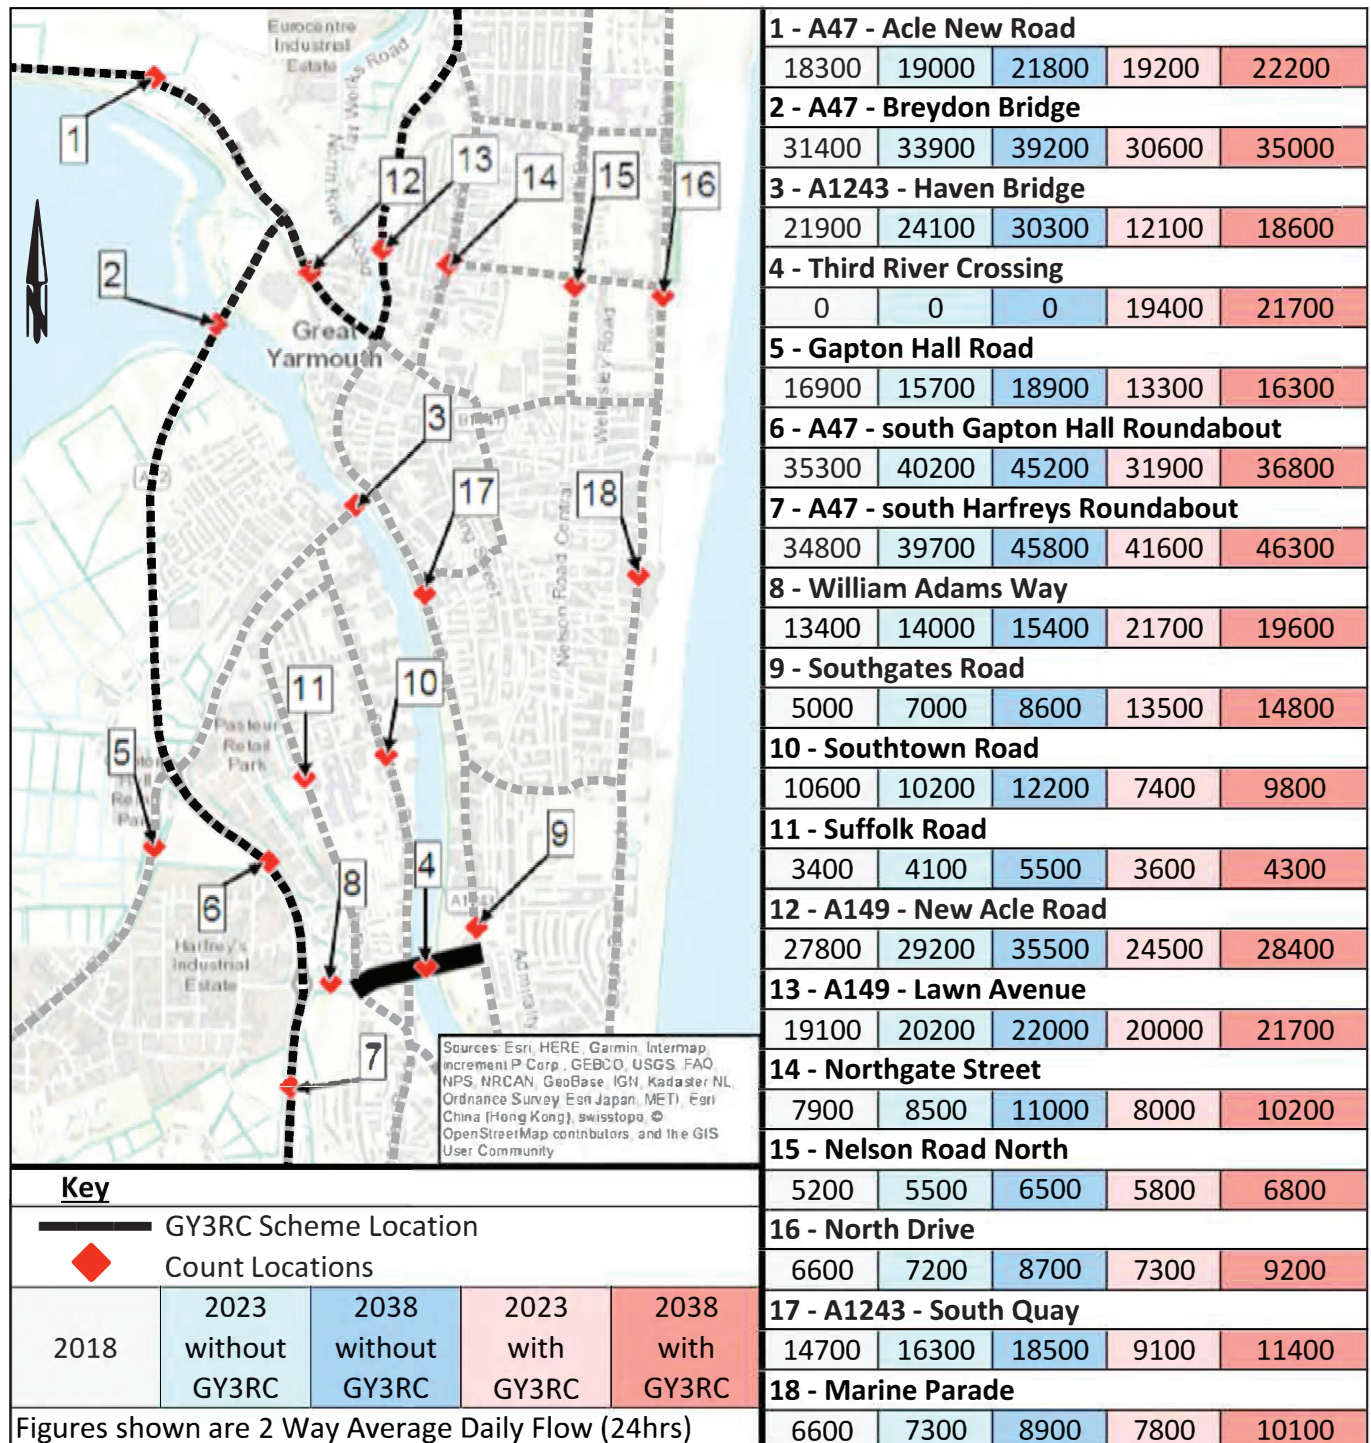 Eurocentre
Industrial
Estate
Works Road
North River Road
1
12
13
14
15
16
2
N
Great
Yarmouth
Wellesley Road
3
17
18
Nelson Road Central
11
10
Pasteur
Retail
Park
5
9
4
8
6
A1243
Harfrey's
Industrial
Estate
Admiralty
7
Sources: Esri, HERE, Garmin, Intermap,
increment P Corp., GEBCO, USGS, FAO,
NPS, NRCAN, GeoBase, IGN, Kadaster NL,
Ordnance Survey, Esri Japan, METI, Esri
China (Hong Kong), swisstopo, ©
OpenStreetMap contributors, and the GIS
User Community
Key
GY3RC Scheme Location
Count Locations
2018 2023 without GY3RC 2038 without GY3RC 2023 with GY3RC 2038 with GY3RC
Figures shown are 2 Way Average Daily Flow (24hrs)
1 - A47 - Acle New Road
18300 19000 21800 19200 22200
2 - A47 - Breydon Bridge
31400 33900 39200 30600 35000
3 - A1243 - Haven Bridge
21900 24100 30300 12100 18600
4 - Third River Crossing
0 0 0 19400 21700
5 - Gapton Hall Road
16900 15700 18900 13300 16300
6 - A47 - south Gapton Hall Roundabout
35300 40200 45200 31900 36800
7 - A47 - south Harfreys Roundabout
34800 39700 45800 41600 46300
8 - William Adams Way
13400 14000 15400 21700 19600
9 - Southgates Road
5000 7000 8600 13500 14800
10 - Southtown Road
10600 10200 12200 7400 9800
11 - Suffolk Road
3400 4100 5500 3600 4300
12 - A149 - New Acle Road
27800 29200 35500 24500 28400
13 - A149 - Lawn Avenue
19100 20200 22000 20000 21700
14 - Northgate Street
7900 8500 11000 8000 10200
15 - Nelson Road North
5200 5500 6500 5800 6800
16 - North Drive
6600 7200 8700 7300 9200
17 - A1243 - South Quay
14700 16300 18500 9100 11400
18 - Marine Parade
6600 7300 8900 7800 10100